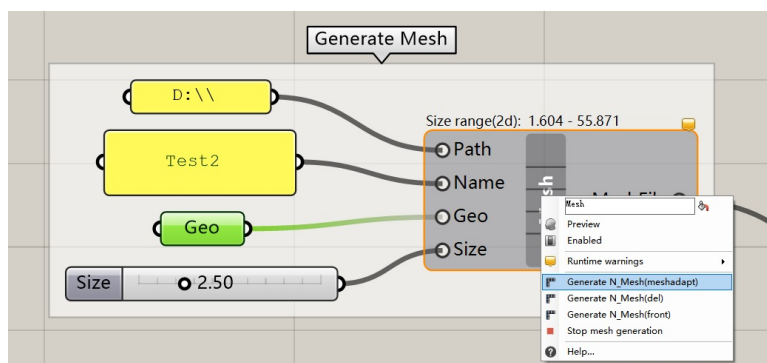 Generate Mesh
D:\\
Size range(2d): 1.604 - 55.871
Path
Test2
Name
Geo
Geo
Size
Size 2.50
Mesh
Preview
Enabled
Runtime warnings
Generate N_Mesh(meshadapt)
Generate N_Mesh(del)
Generate N_Mesh(front)
Stop mesh generation
Help...